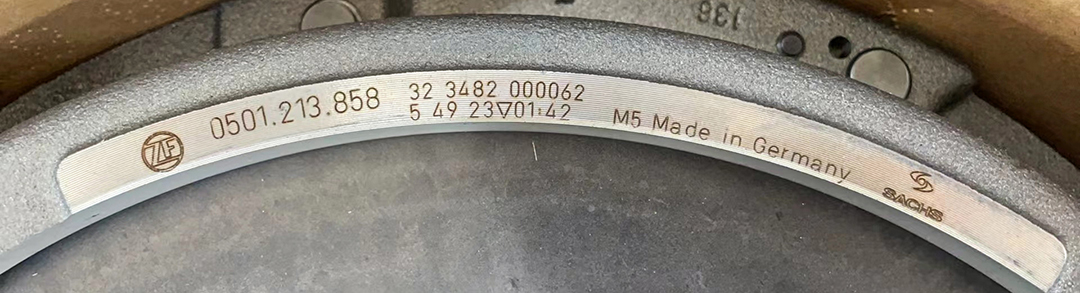 138
ZF
0501.213.858
32 3482 000062
5 49 23▽01:42
M5 Made in Germany
SACHS